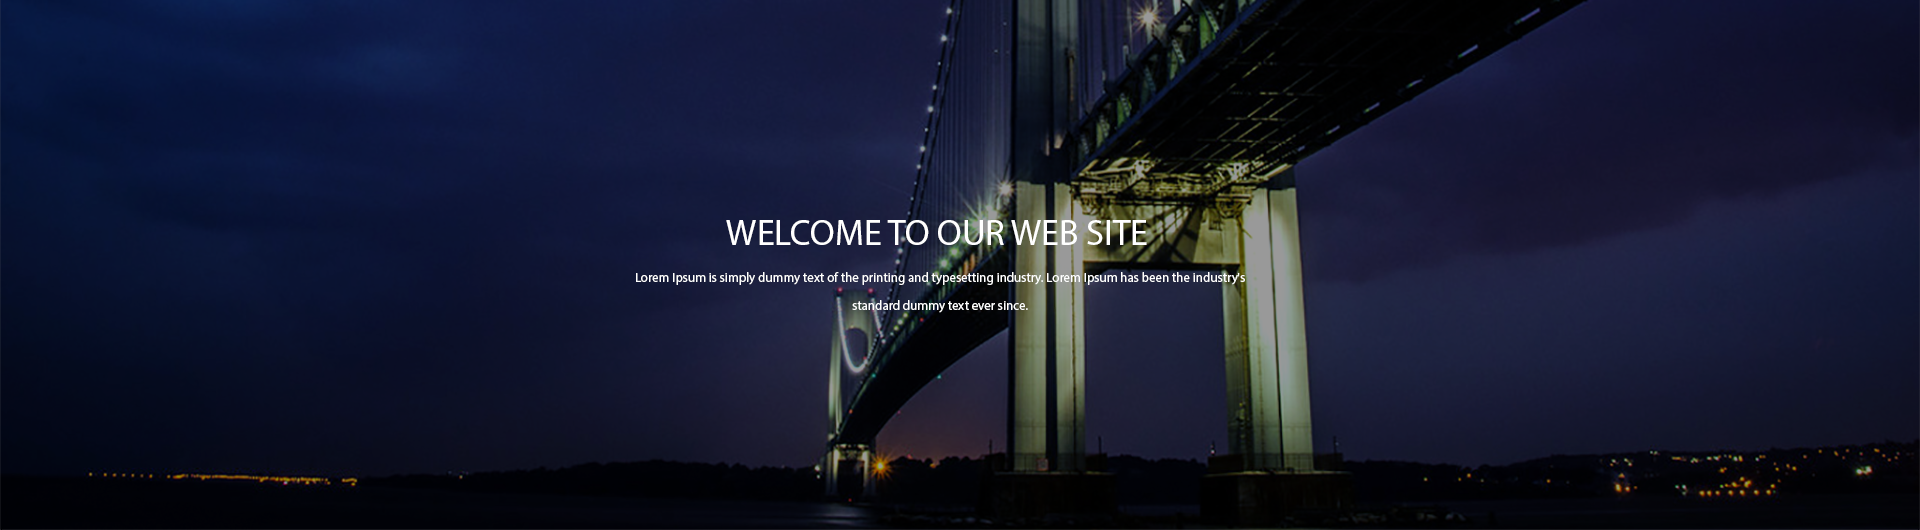 WELCOME TO OUR WEB SITE
Lorem Ipsum is simply dummy text of the printing and typesetting industry. Lorem Ipsum has been the industry's
standard dummy text ever since.